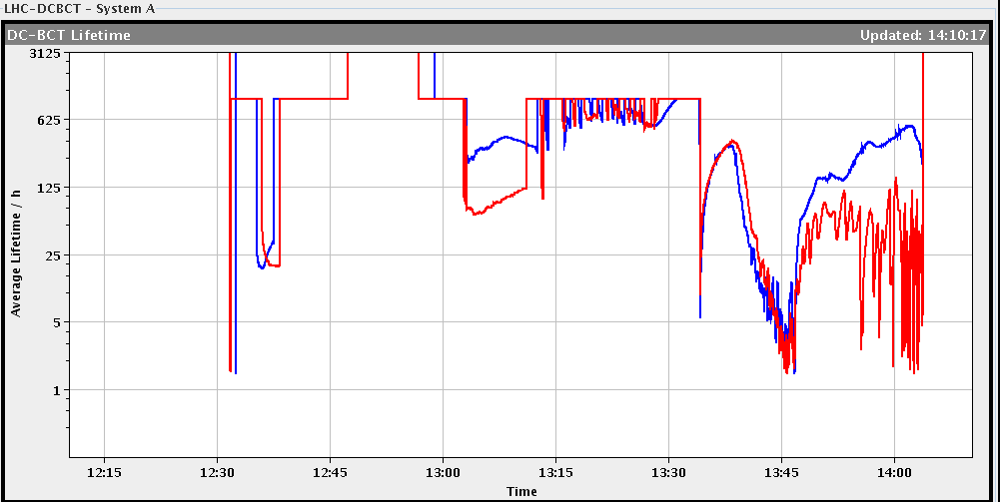 LHC-DCBCT - System A
DC-BCT Lifetime Updated: 14:10:17
3125
625
125
25
5
1
Average Lifetime / h
12:15 12:30 12:45 13:00 13:15 13:30 13:45 14:00
Time